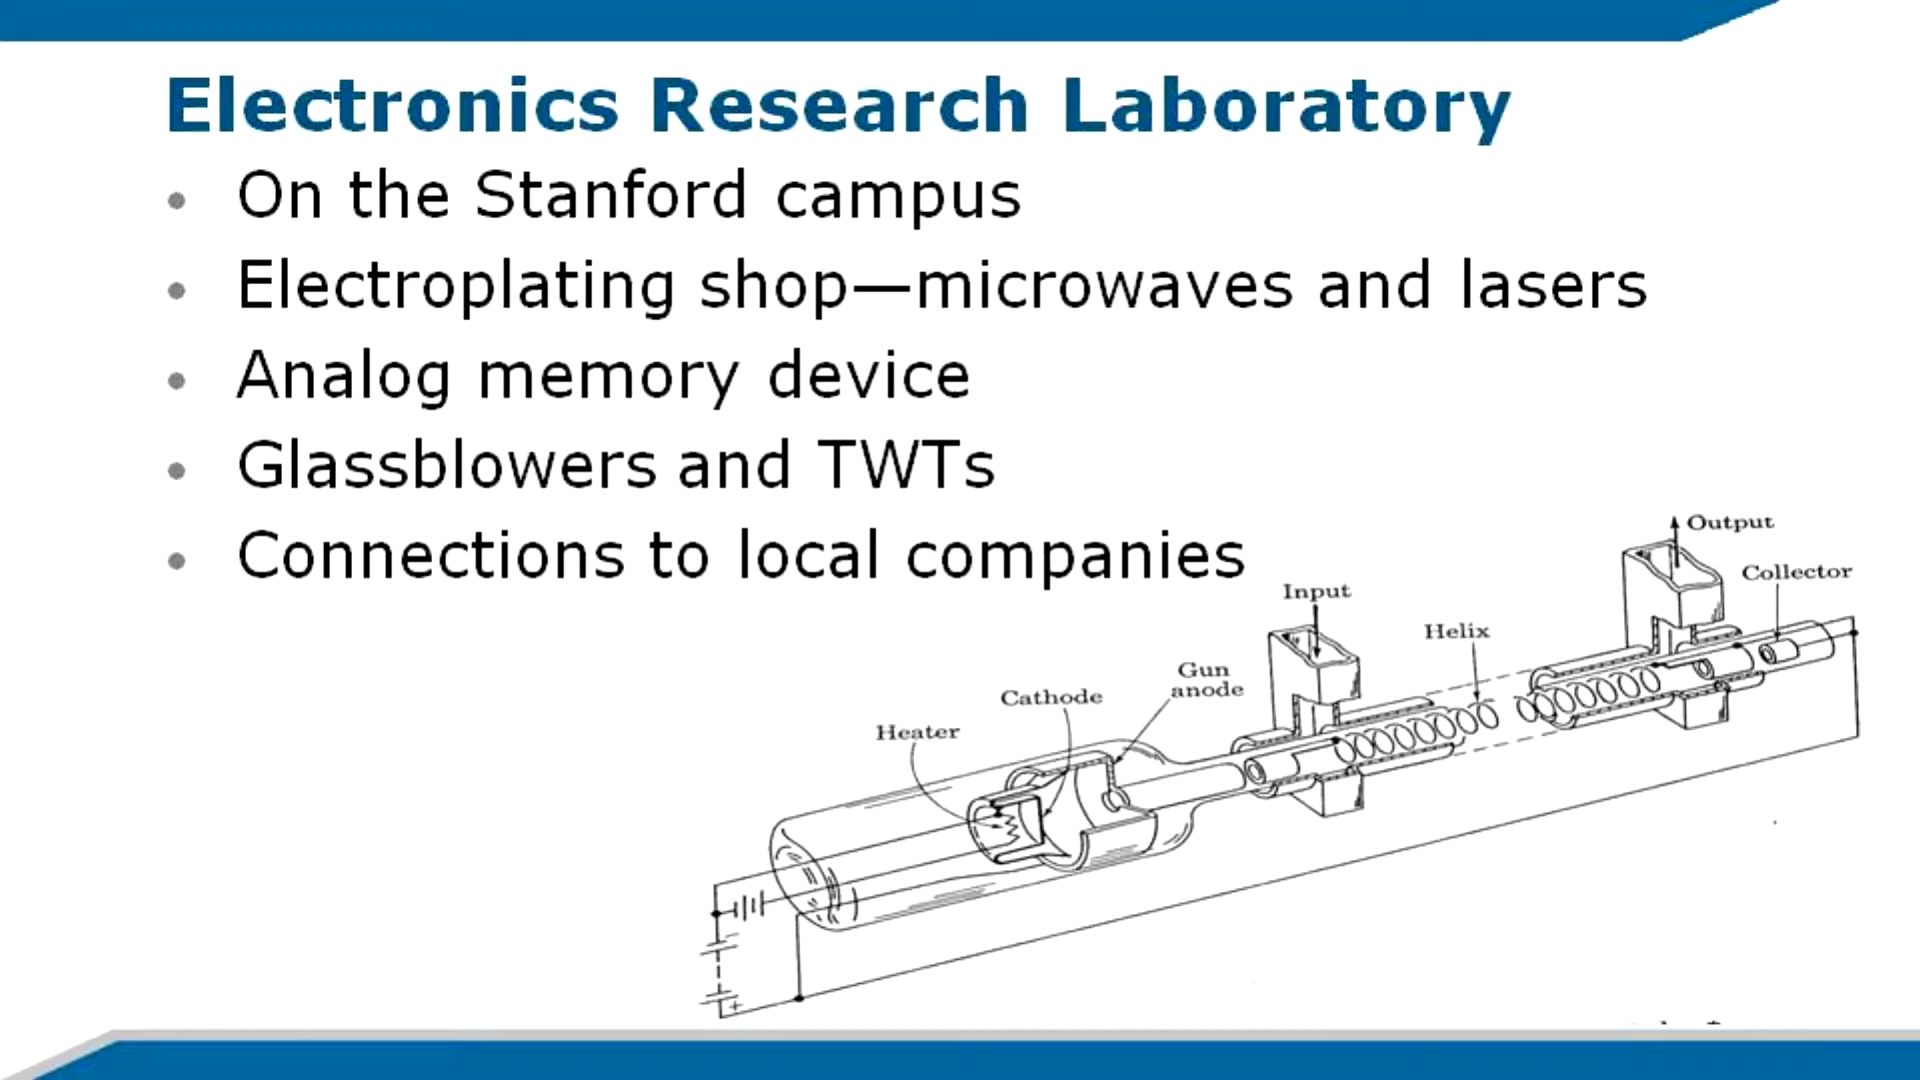 Electronics Research Laboratory
• On the Stanford campus
• Electroplating shop—microwaves and lasers
• Analog memory device
• Glassblowers and TWTs
• Connections to local companies
Output
Collector
Input
Helix
Gun
anode
Cathode
Heater